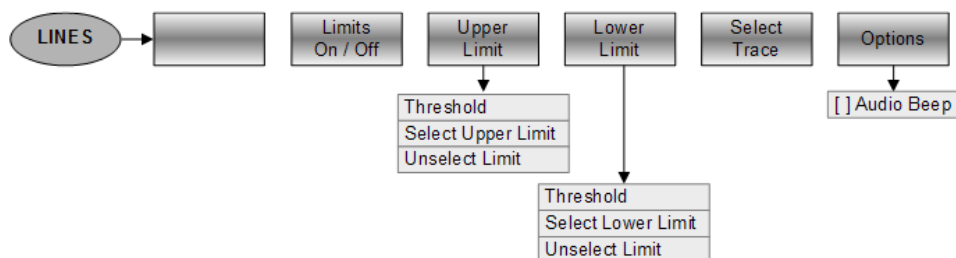 LINES
Limits
On / Off
Upper
Limit
Lower
Limit
Select
Trace
Options
Threshold
Select Upper Limit
Unselect Limit
[ ] Audio Beep
Threshold
Select Lower Limit
Unselect Limit